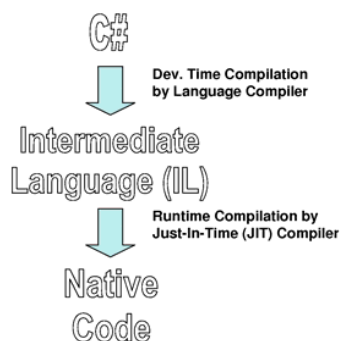 C#
Dev. Time Compilation
by Language Compiler
Intermediate
Language (IL)
Runtime Compilation by
Just-In-Time (JIT) Compiler
Native
Code